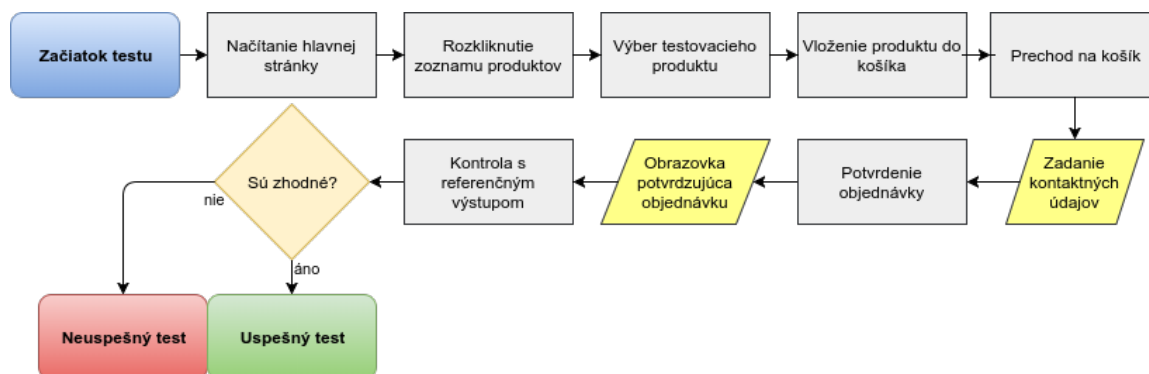 Začiatok testu
Načítanie hlavnej
stránky
Rozkliknutie
zoznamu produktov
Výber testovacieho
produktu
Vloženie produktu do
košíka
Prechod na košík
Zadanie
kontaktných
údajov
Potvrdenie
objednávky
Obrazovka
potvrdzujúca
objednávku
Kontrola s
referenčným
výstupom
Sú zhodné?
nie
áno
Neuspešný test
Uspešný test